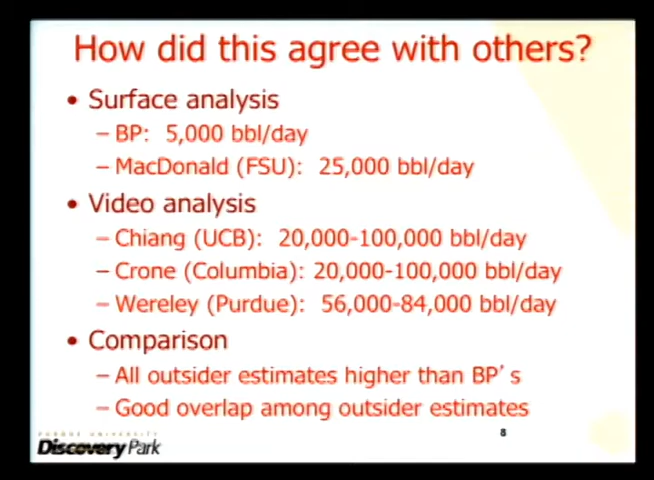 How did this agree with others?
• Surface analysis
– BP: 5,000 bbl/day
– MacDonald (FSU): 25,000 bbl/day
• Video analysis
– Chiang (UCB): 20,000-100,000 bbl/day
– Crone (Columbia): 20,000-100,000 bbl/day
– Wereley (Purdue): 56,000-84,000 bbl/day
• Comparison
– All outsider estimates higher than BP's
– Good overlap among outsider estimates
8
PURDUE UNIVERSITY
Discovery Park